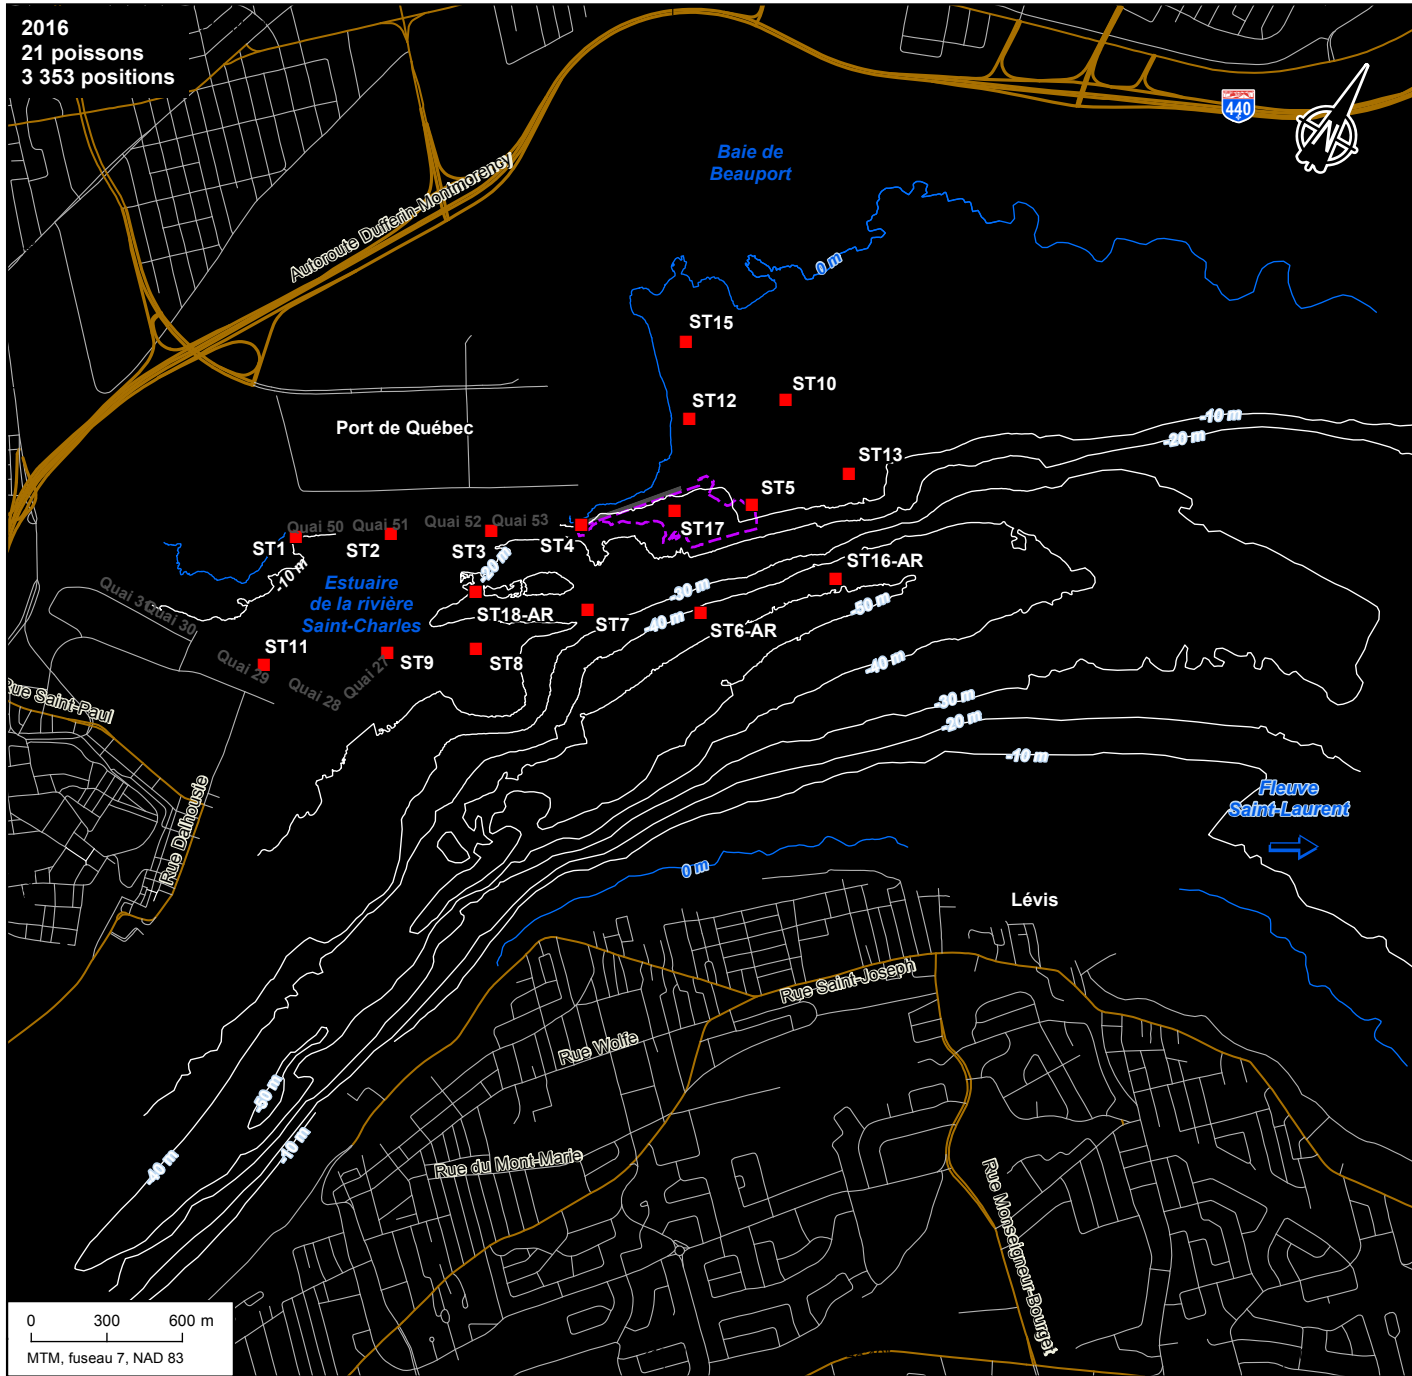 2016
21 poissons
3 353 positions
440
Baie de
Beauport
Autoroute Dufferin-Montmorency
0 m
ST15
ST10
ST12
Port de Québec
-10 m
-20 m
ST13
ST5
ST17
Quai 50
Quai 51
Quai 52
Quai 53
ST1
ST2
ST3
ST4
-20 m
-10 m
ST16-AR
Estuaire
de la rivière
Saint-Charles
-30 m
-40 m
-50 m
Quai 31
Quai 30
ST18-AR
ST7
ST6-AR
ST11
ST9
ST8
Quai 29
Quai 28
Quai 27
-40 m
-30 m
-20 m
-10 m
Rue Saint-Paul
Rue Dalhousie
Fleuve
Saint-Laurent
0 m
Lévis
Rue Saint-Joseph
Rue Wolfe
-50 m
-10 m
-40 m
Rue du Mont-Marie
Rue Monseigneur-Bourget
0 300 600 m
MTM, fuseau 7, NAD 83